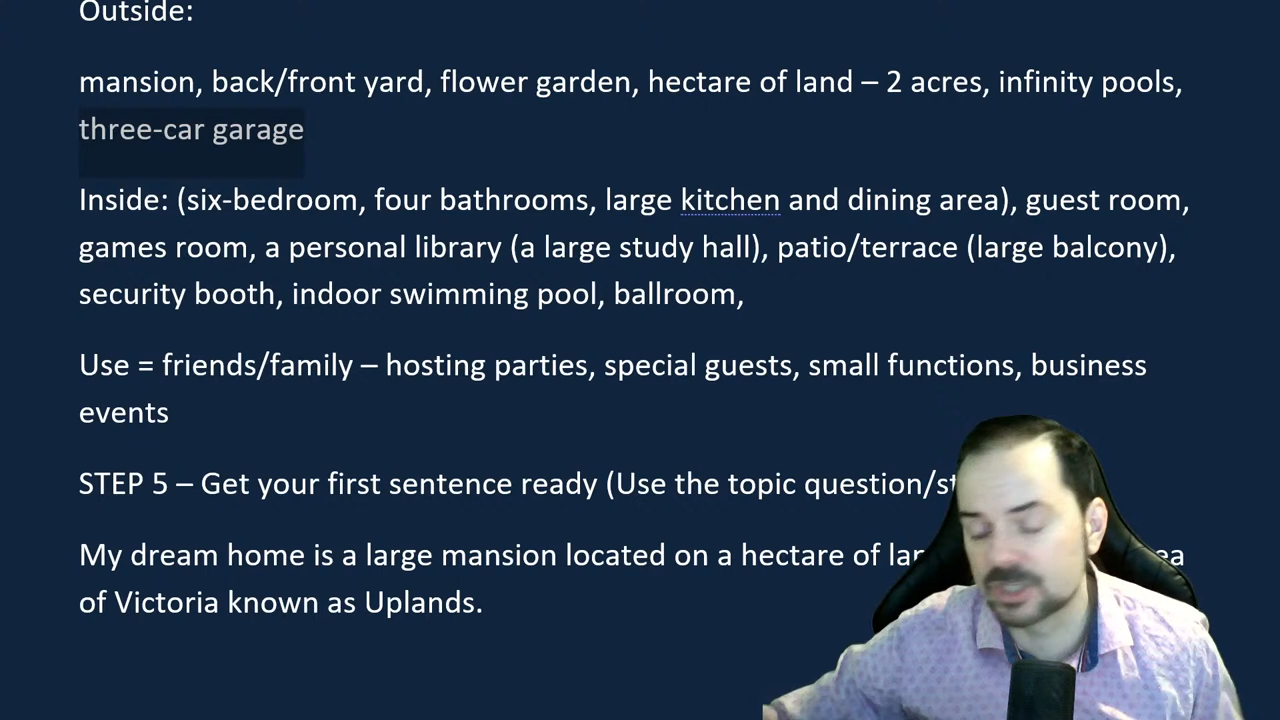 Outside:
mansion, back/front yard, flower garden, hectare of land – 2 acres, infinity pools,
three-car garage
Inside: (six-bedroom, four bathrooms, large kitchen and dining area), guest room,
games room, a personal library (a large study hall), patio/terrace (large balcony),
security booth, indoor swimming pool, ballroom,
Use = friends/family – hosting parties, special guests, small functions, business
events
STEP 5 – Get your first sentence ready (Use the topic
My dream home is a large mansion located on a hectare of
of Victoria known as Uplands.